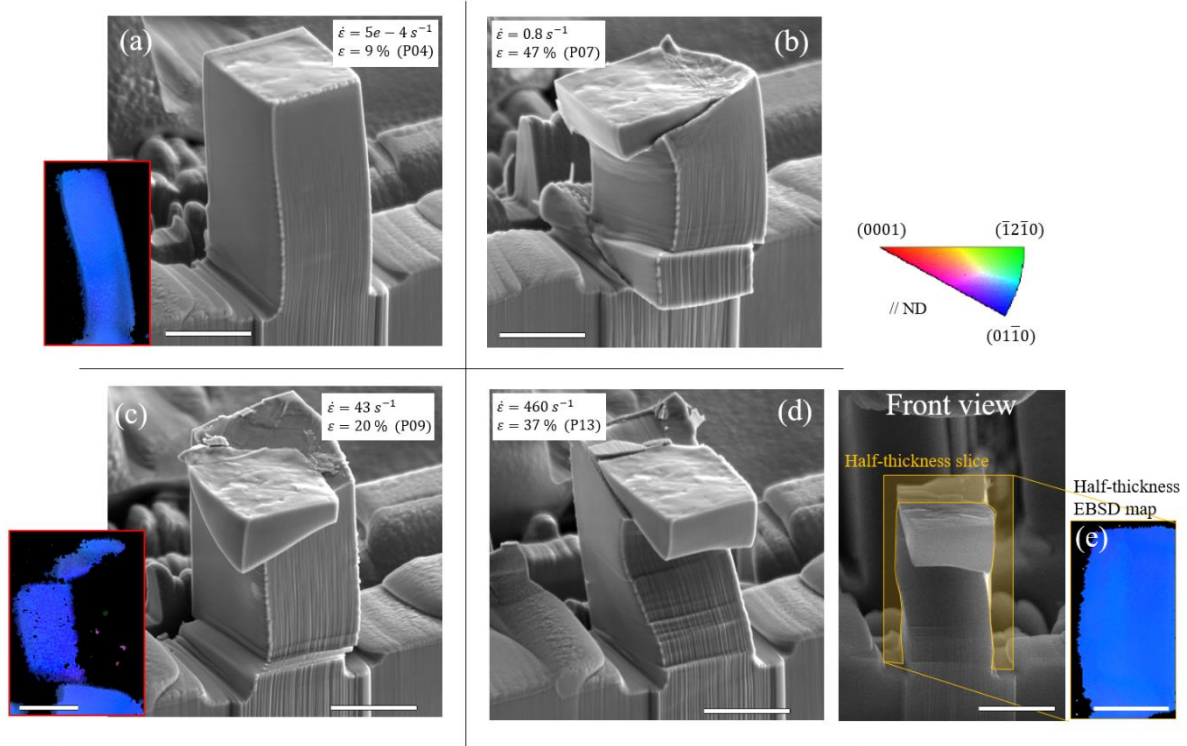 (a)
ε̇ = 5e − 4 s⁻¹
ε = 9 % (P04)
ε̇ = 0.8 s⁻¹
ε = 47 % (P07)
(b)
(0001)
(1̄21̄0)
// ND
(011̄0)
(c)
ε̇ = 43 s⁻¹
ε = 20 % (P09)
ε̇ = 460 s⁻¹
ε = 37 % (P13)
(d)
Front view
Half-thickness slice
Half-thickness
EBSD map
(e)